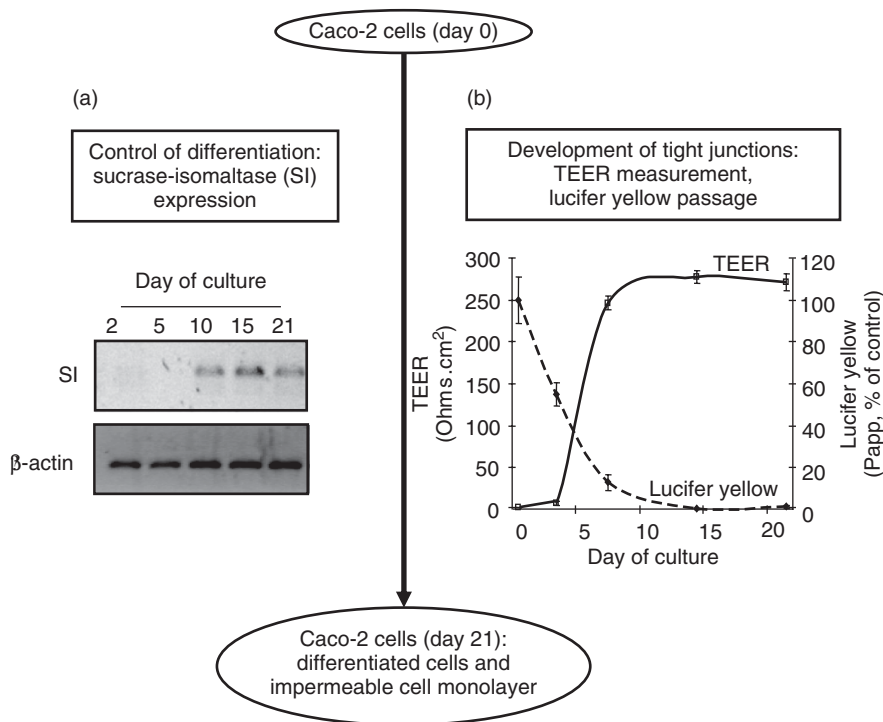 Caco-2 cells (day 0)
(a)
Control of differentiation:
sucrase-isomaltase (SI)
expression
Day of culture
2 5 10 15 21
SI
β-actin
(b)
Development of tight junctions:
TEER measurement,
lucifer yellow passage
300
250
200
150
100
50
0
TEER
(Ohms.cm²)
TEER
Lucifer yellow
120
100
80
60
40
20
0
Lucifer yellow
(Papp, % of control)
0 5 10 15 20
Day of culture
Caco-2 cells (day 21):
differentiated cells and
impermeable cell monolayer